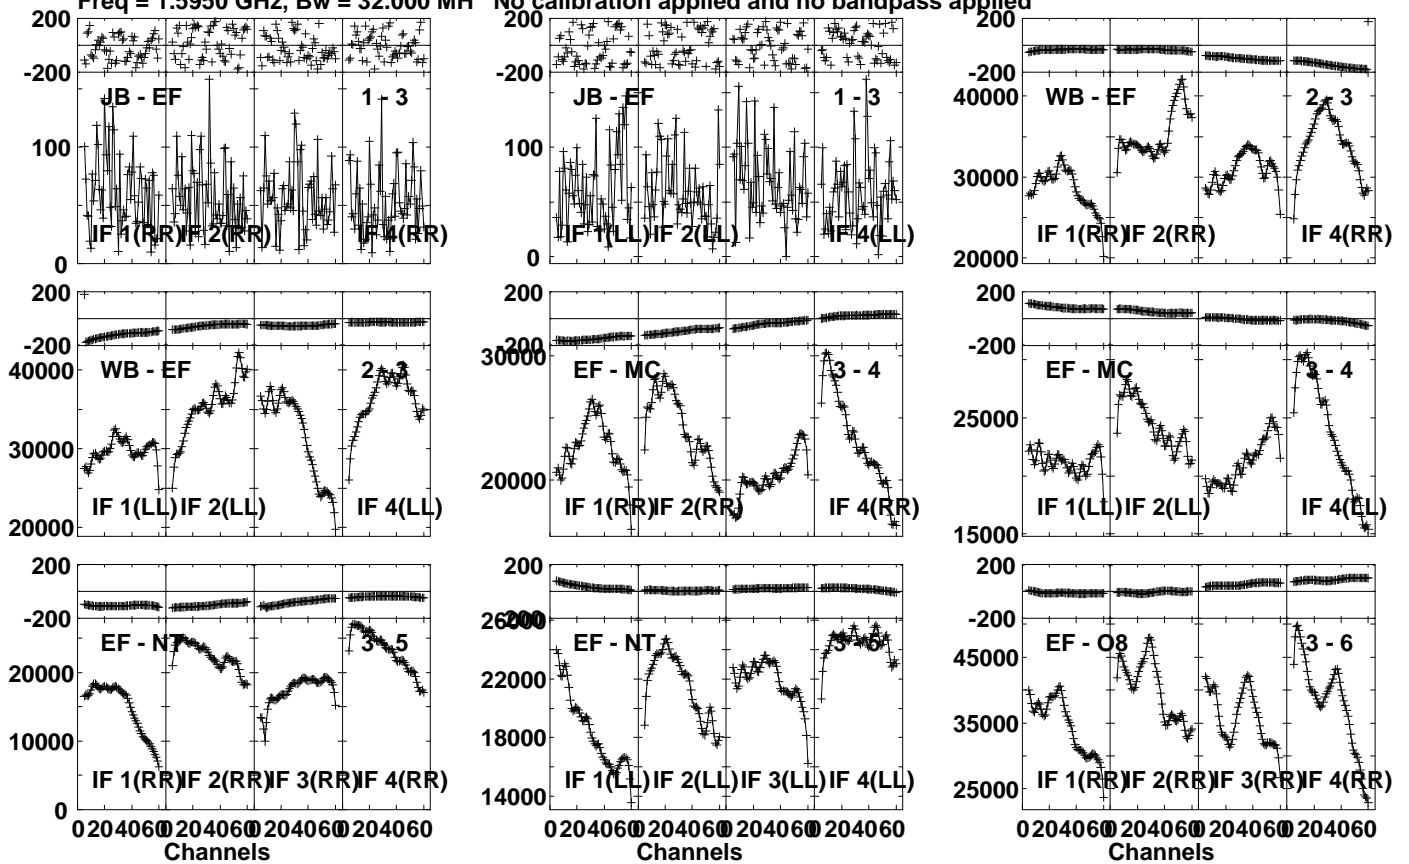 Freq = 1.5950 GHz, Bw = 32.000 MH No calibration applied and no bandpass applied
200
-200
JB - EF 1 - 3
100
0
IF 1(RR) IF 2(RR) IF 4(RR)
200
-200
JB - EF 1 - 3
100
0
IF 1(LL) IF 2(LL) IF 4(LL)
200
-200
WB - EF 2 - 3
40000
30000
20000
IF 1(RR) IF 2(RR) IF 4(RR)
200
-200
WB - EF 2 - 3
40000
30000
20000
IF 1(LL) IF 2(LL) IF 4(LL)
200
-200
EF - MC 3 - 4
30000
20000
IF 1(RR) IF 2(RR) IF 4(RR)
200
-200
EF - MC 3 - 4
25000
15000
IF 1(LL) IF 2(LL) IF 4(LL)
200
-200
EF - NT 3 - 5
20000
10000
0
IF 1(RR) IF 2(RR) IF 3(RR) IF 4(RR)
0 20 40 60 0 20 40 60 0 20 40 60 0 20 40 60
Channels
200
-200
EF - NT 3 - 5
26000
22000
18000
14000
IF 1(LL) IF 2(LL) IF 3(LL) IF 4(LL)
0 20 40 60 0 20 40 60 0 20 40 60 0 20 40 60
200
-200
EF - O8 3 - 6
45000
35000
25000
IF 1(RR) IF 2(RR) IF 3(RR) IF 4(RR)
0 20 40 60 0 20 40 60 0 20 40 60 0 20 40 60
Channels